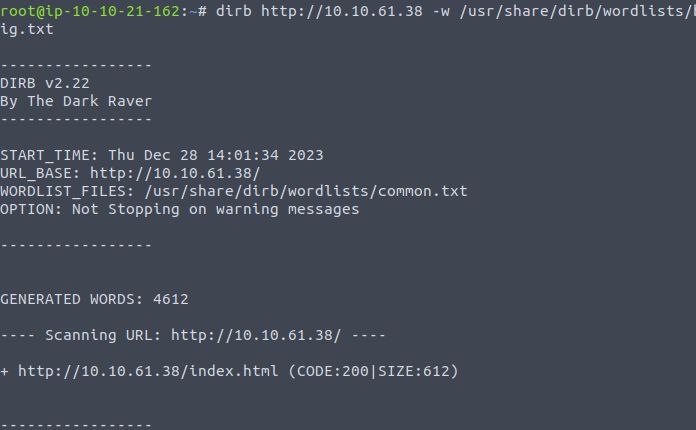 root@ip-10-10-21-162:~# dirb http://10.10.61.38 -w /usr/share/dirb/wordlists/
ig.txt
-----------------
DIRB v2.22
By The Dark Raver
-----------------
START_TIME: Thu Dec 28 14:01:34 2023
URL_BASE: http://10.10.61.38/
WORDLIST_FILES: /usr/share/dirb/wordlists/common.txt
OPTION: Not Stopping on warning messages
-----------------
GENERATED WORDS: 4612
---- Scanning URL: http://10.10.61.38/ ----
+ http://10.10.61.38/index.html (CODE:200|SIZE:612)
-----------------